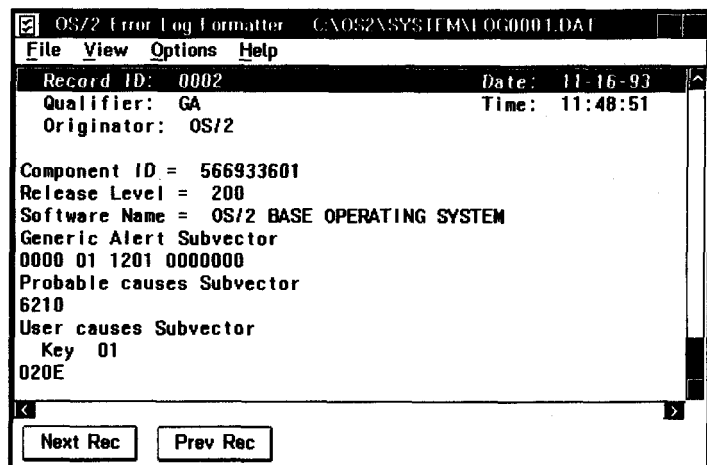 OS/2 Error Log Formatter C:\OS2\SYSTEM\LOG0001.DAT
File View Options Help
Record ID: 0002 Date: 11-16-93
Qualifier: GA Time: 11:48:51
Originator: OS/2
Component ID = 566933601
Release Level = 200
Software Name = OS/2 BASE OPERATING SYSTEM
Generic Alert Subvector
0000 01 1201 0000000
Probable causes Subvector
6210
User causes Subvector
Key 01
020E
Next Rec Prev Rec